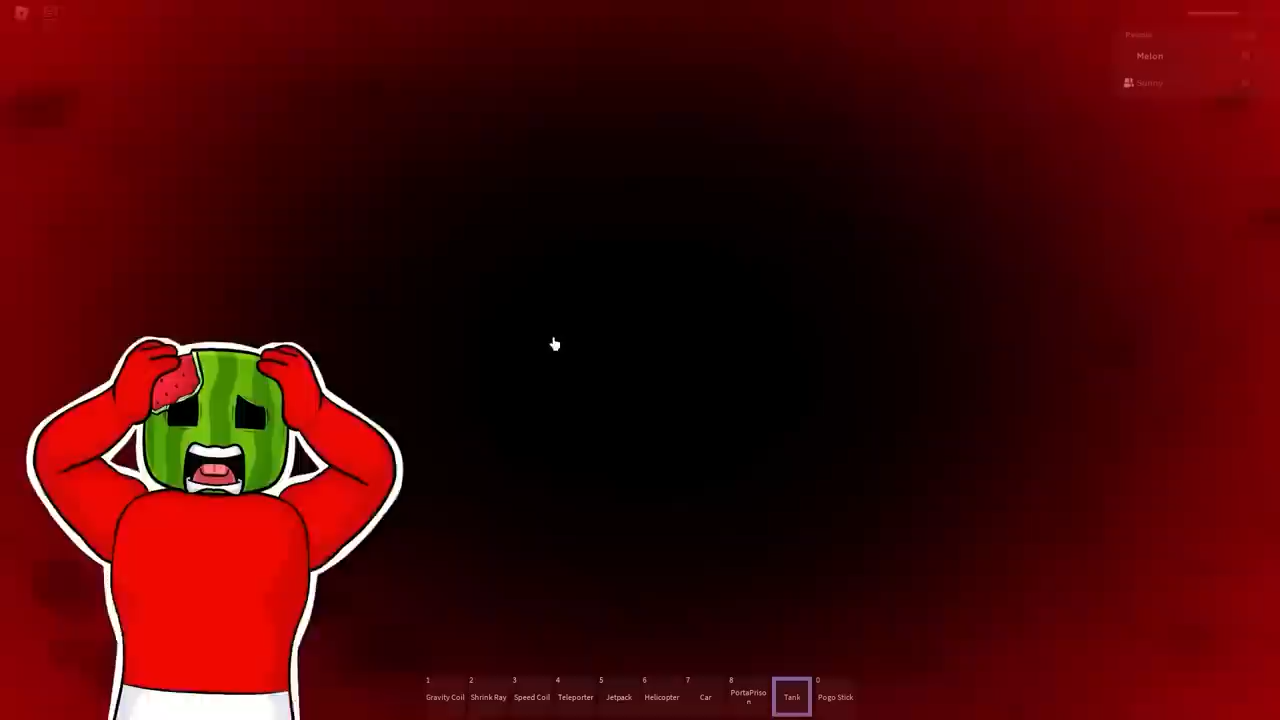 People
Melon
Sunny
1 2 3 4 5 6 7 8 0
Gravity Coil Shrink Ray Speed Coil Teleporter Jetpack Helicopter Car PortaPriso
n
Tank Pogo Stick